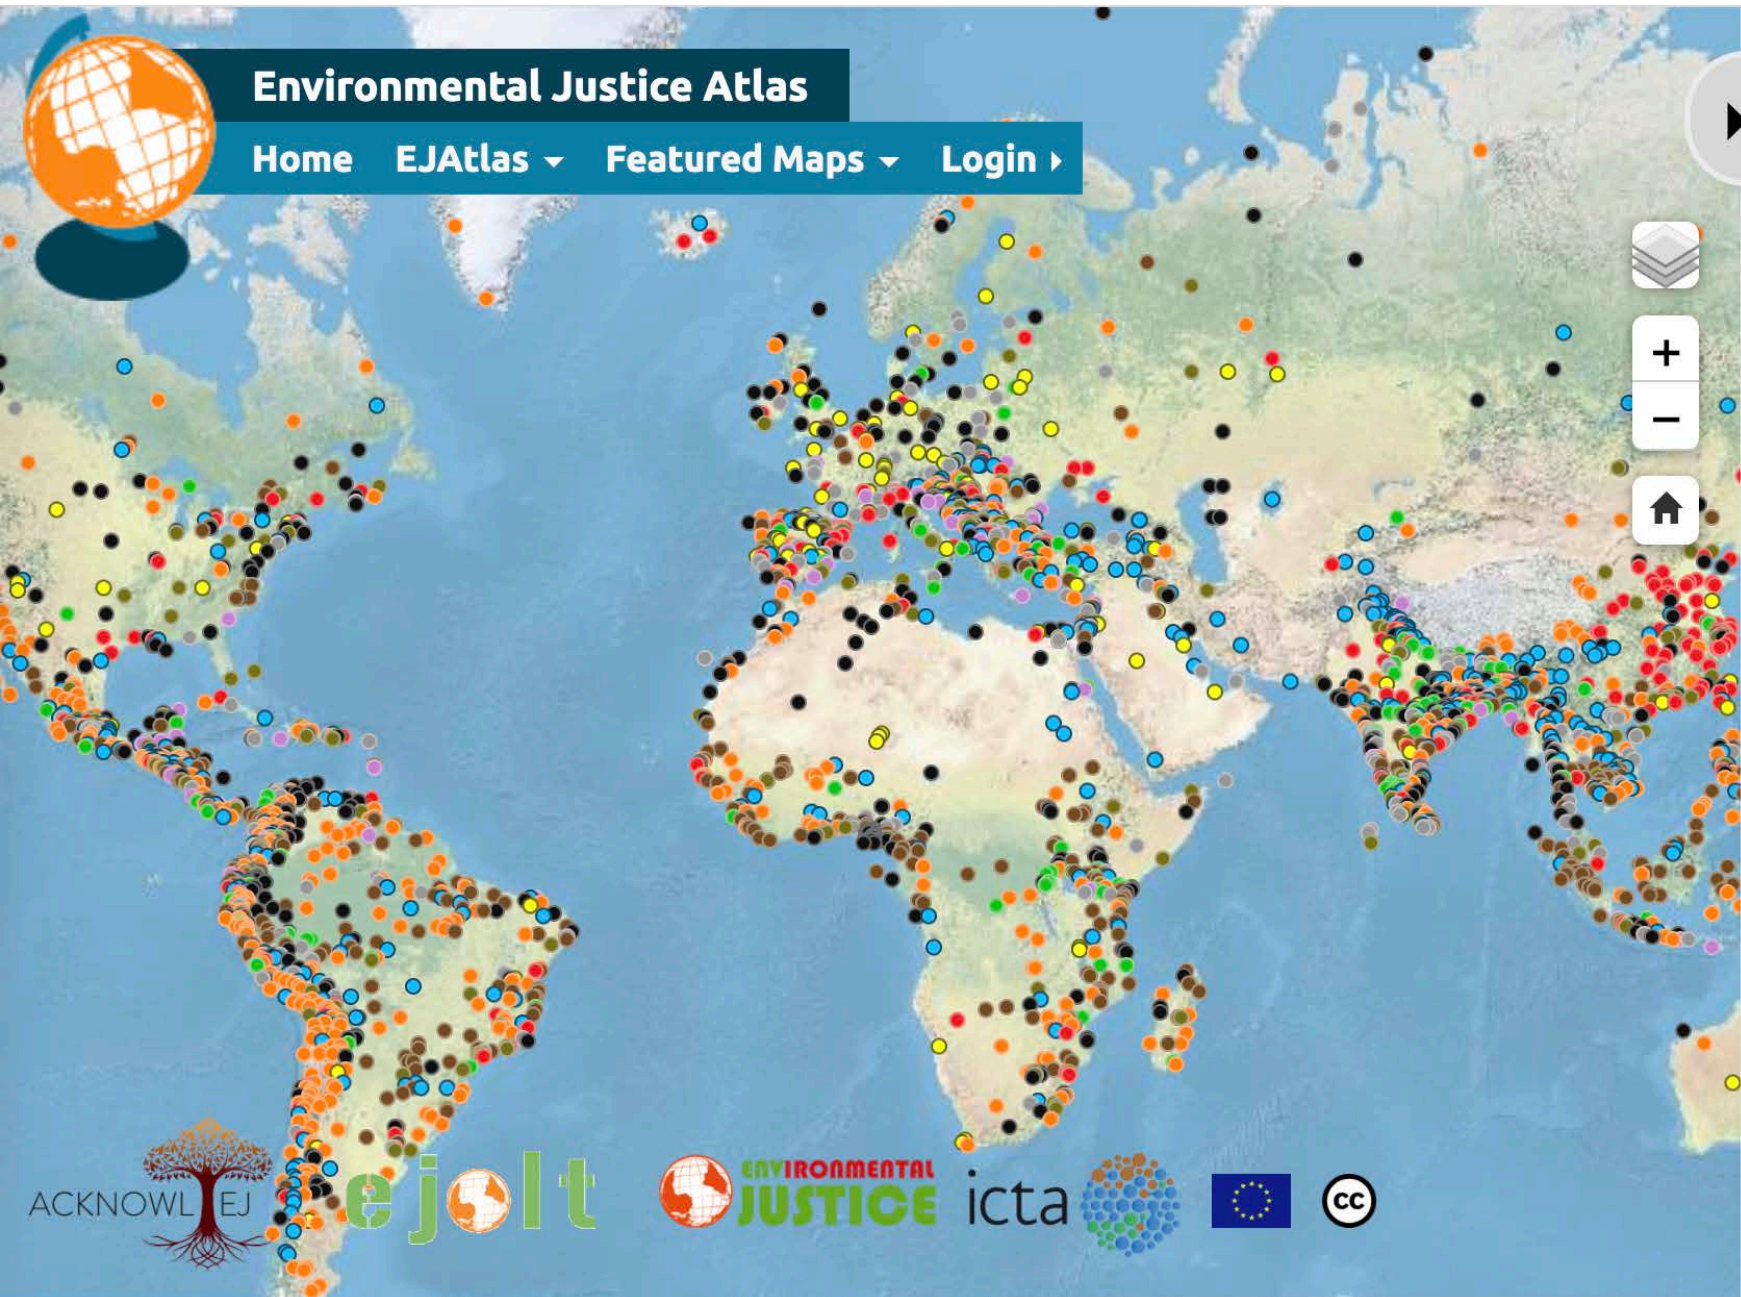 Environmental Justice Atlas
Home EJAtlas Featured Maps Login
+
−
ACKNOWL EJ
ejolt
ENVIRONMENTAL
JUSTICE
icta
cc